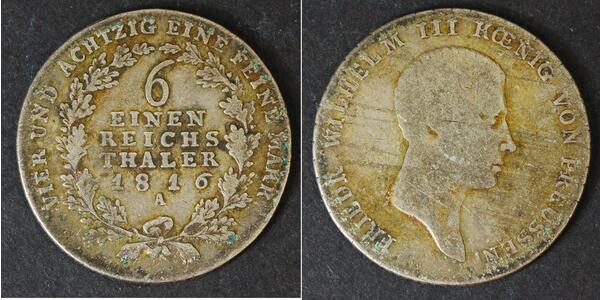 VIER UND ACHTZIG EINE FEINE MARK
6
EINEN
REICHS
THALER
1816
A
FRIEDR. WILHELM III KŒNIG VON PREUSSEN